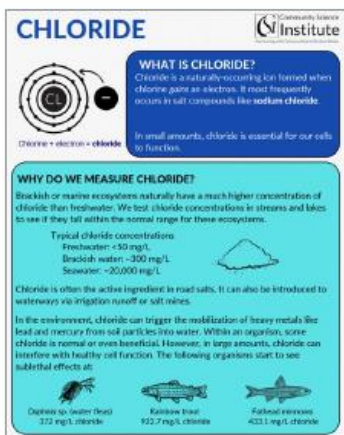 CHLORIDE
Community Science
Institute
WHAT IS CHLORIDE?
Chloride is a naturally-occurring ion formed when
chlorine gains an electron. It most frequently
occurs in salt compounds like sodium chloride.
In small amounts, chloride is essential for our cells
to function.
CL
Chlorine + electron = chloride
WHY DO WE MEASURE CHLORIDE?
Brackish or marine ecosystems naturally have a much higher concentration of
chloride than freshwater. We test chloride concentrations in streams and lakes
to see if they fall within the normal range for these ecosystems.
Typical chloride concentrations
Freshwater: <50 mg/L
Brackish water: ~300 mg/L
Seawater: ~20,000 mg/L
Chloride is often the active ingredient in road salts. It can also be introduced to
waterways via irrigation runoff or salt mines.
In the environment, chloride can trigger the mobilization of heavy metals like
lead and mercury from soil particles into water. Within an organism, some
chloride is normal or even beneficial. However, in large amounts, chloride can
interfere with healthy cell function. The following organisms start to see
sublethal effects at:
Daphnia sp. (water fleas)
372 mg/L chloride
Rainbow trout
922.7 mg/L chloride
Fathead minnows
433.1 mg/L chloride